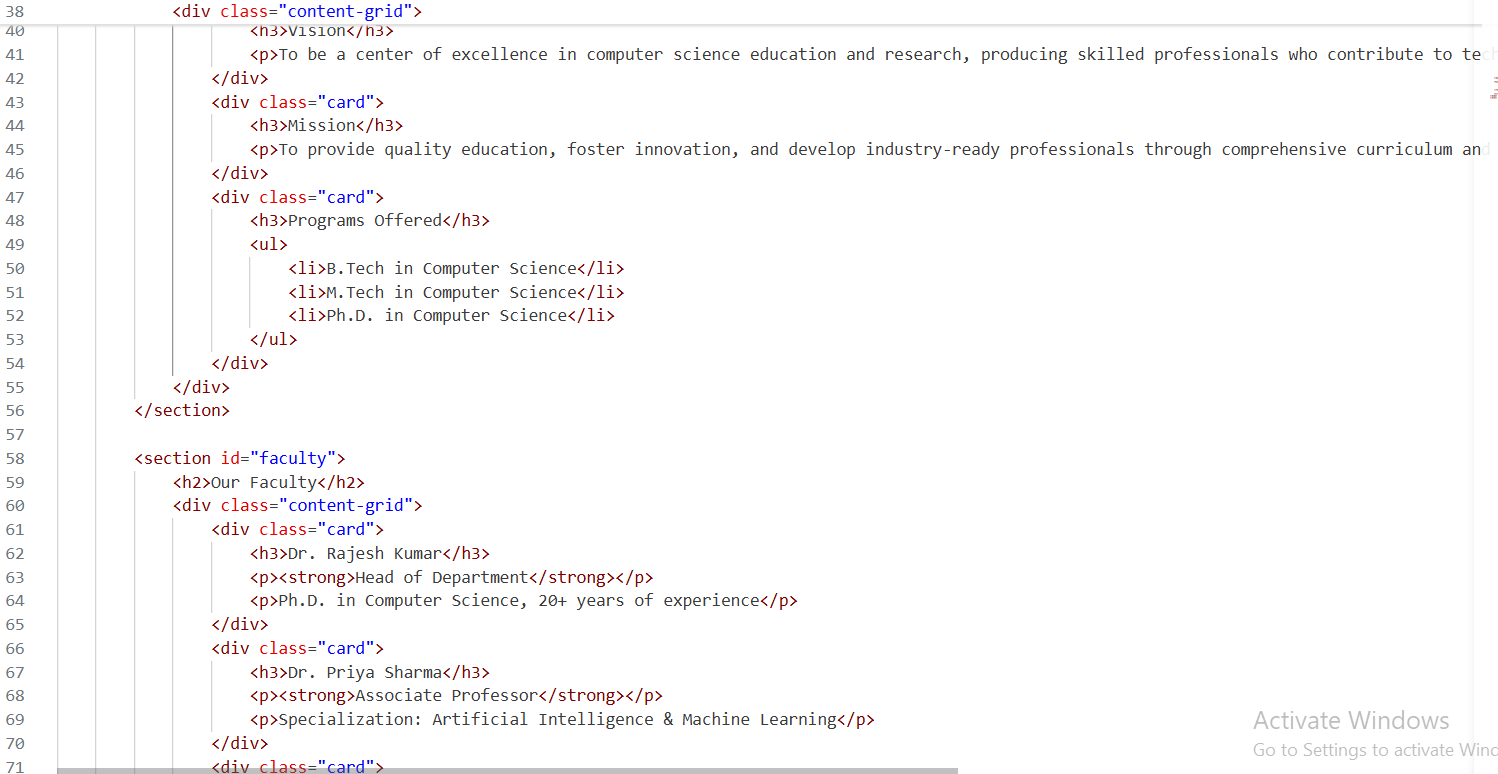 38 <div class="content-grid">
40 <h3>Vision</h3>
41 <p>To be a center of excellence in computer science education and research, producing skilled professionals who contribute to tech
42 </div>
43 <div class="card">
44 <h3>Mission</h3>
45 <p>To provide quality education, foster innovation, and develop industry-ready professionals through comprehensive curriculum and
46 </div>
47 <div class="card">
48 <h3>Programs Offered</h3>
49 <ul>
50 <li>B.Tech in Computer Science</li>
51 <li>M.Tech in Computer Science</li>
52 <li>Ph.D. in Computer Science</li>
53 </ul>
54 </div>
55 </div>
56 </section>
57
58 <section id="faculty">
59 <h2>Our Faculty</h2>
60 <div class="content-grid">
61 <div class="card">
62 <h3>Dr. Rajesh Kumar</h3>
63 <p><strong>Head of Department</strong></p>
64 <p>Ph.D. in Computer Science, 20+ years of experience</p>
65 </div>
66 <div class="card">
67 <h3>Dr. Priya Sharma</h3>
68 <p><strong>Associate Professor</strong></p>
69 <p>Specialization: Artificial Intelligence & Machine Learning</p>
70 </div>
71 <div class="card">
Activate Windows
Go to Settings to activate Wind